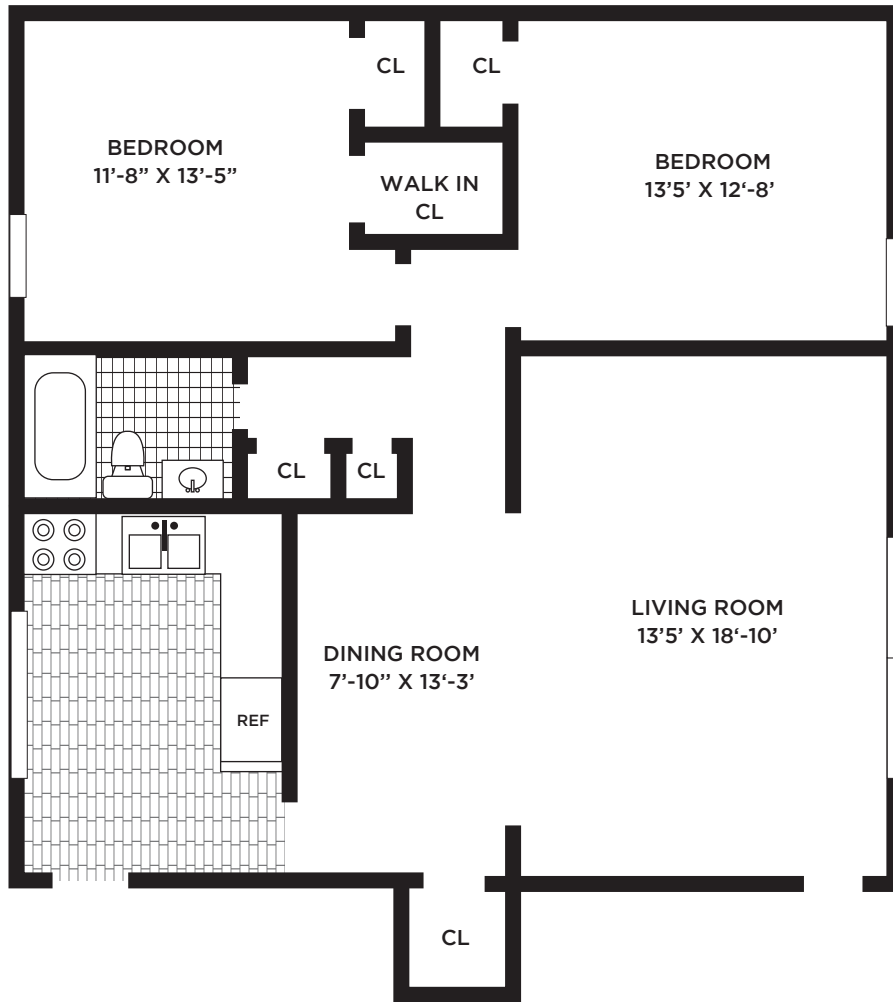 CL
CL
BEDROOM
11’-8” X 13’-5”
BEDROOM
13’5’ X 12‘-8’
WALK IN
CL
CL
CL
LIVING ROOM
13’5’ X 18‘-10’
DINING ROOM
7’-10” X 13‘-3’
REF
CL